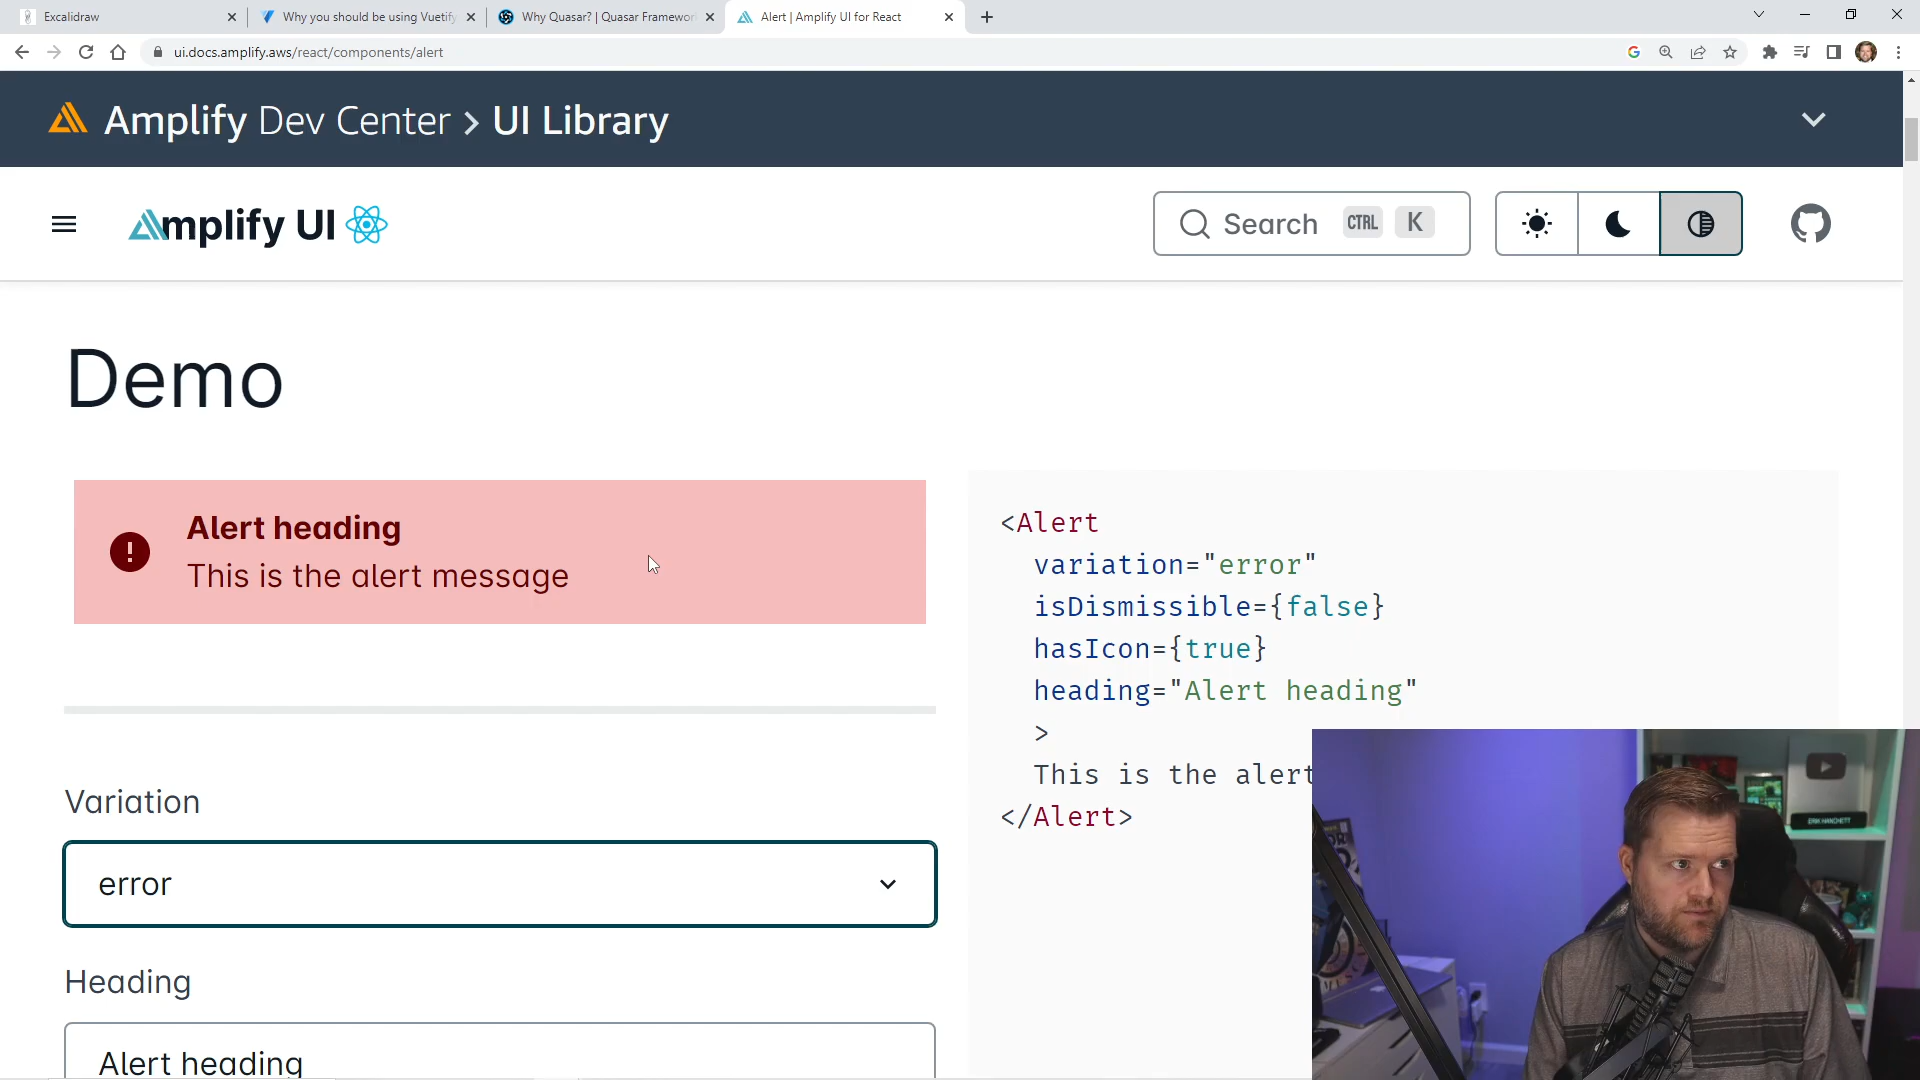 Excalidraw
Why you should be using Vuetify
Why Quasar? | Quasar Framewor
Alert | Amplify UI for React
ui.docs.amplify.aws/react/components/alert
Amplify Dev Center > UI Library
Amplify UI
Search CTRL K
Demo
Alert heading
This is the alert message
<Alert
variation="error"
isDismissible={false}
hasIcon={true}
heading="Alert heading"
>
This is the alert
</Alert>
Variation
error
Heading
Alert heading
ERIK HANCHETT